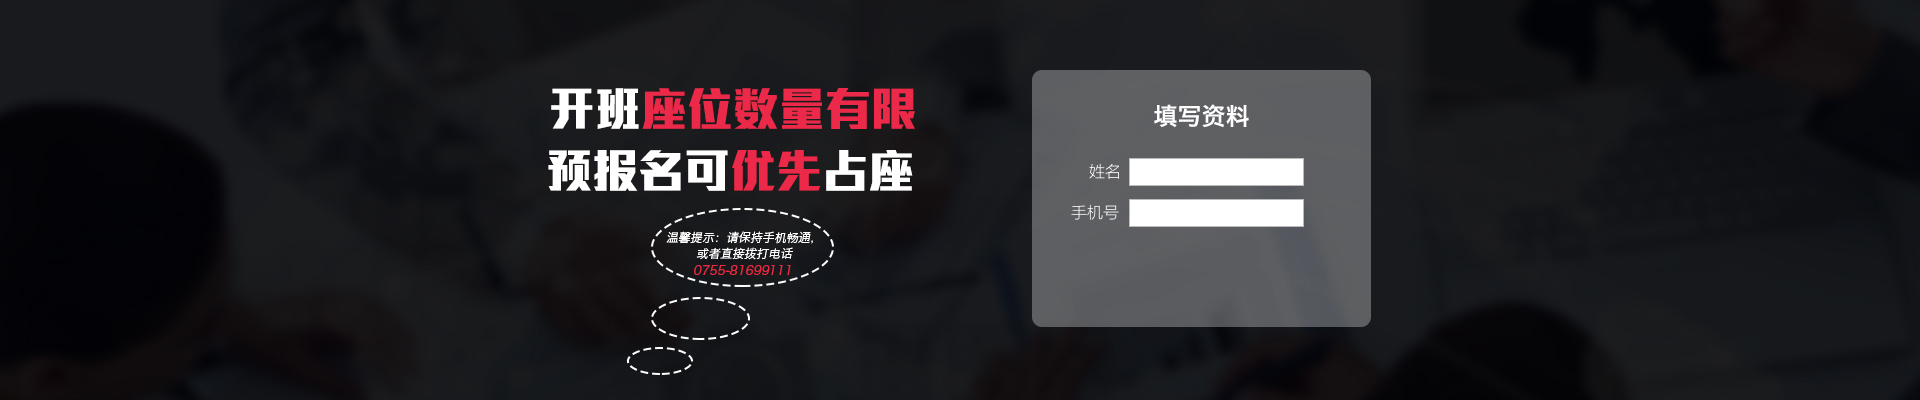 开班座位数量有限
预报名可优先占座
温馨提示：请保持手机畅通，
或者直接拨打电话
0755-81699111
填写资料
姓名
手机号